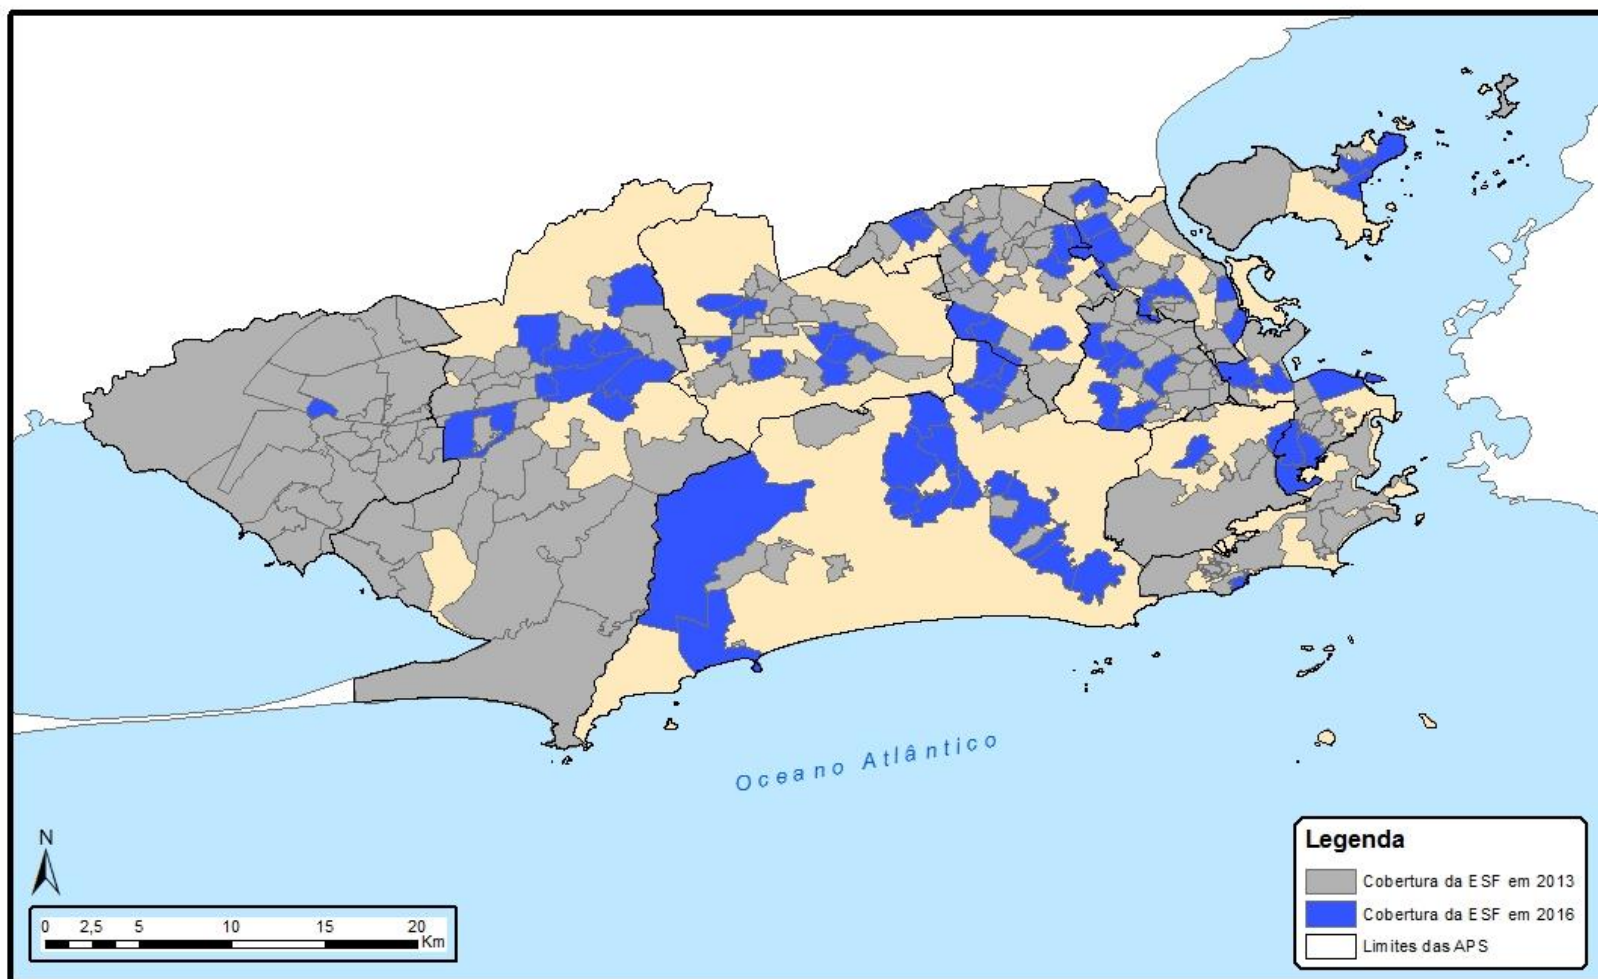 Oceano Atlântico
N
0 2,5 5 10 15 20
Km
Legenda
Cobertura da ESF em 2013
Cobertura da ESF em 2016
Limites das APS